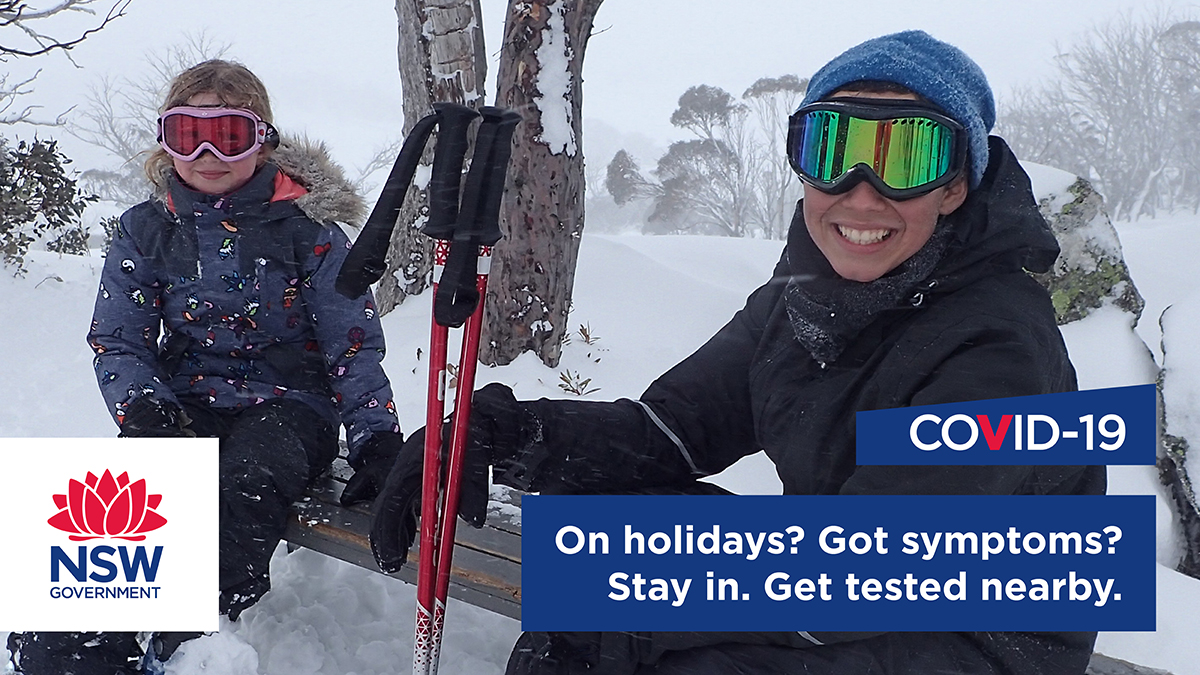 COVID-19
On holidays? Got symptoms?
Stay in. Get tested nearby.
NSW
GOVERNMENT